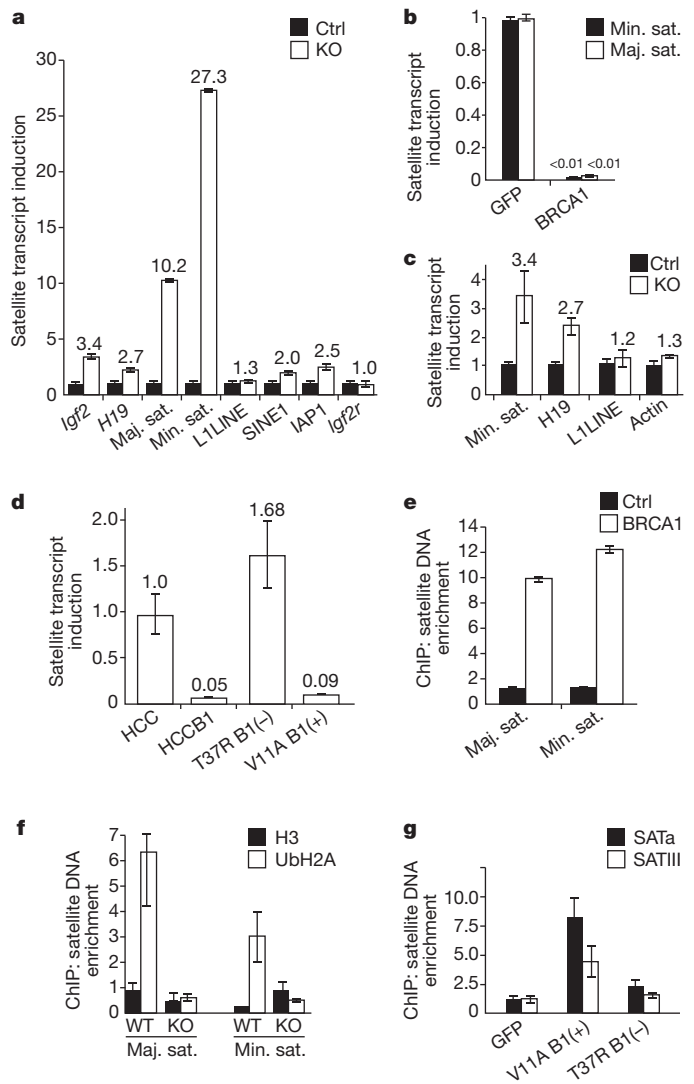 a
Ctrl
KO
Satellite transcript induction
30
25
20
15
10
5
0
3.4
2.7
10.2
27.3
1.3
2.0
2.5
1.0
Igf2
H19
Maj. sat.
Min. sat.
L1LINE
SINE1
IAP1
Igf2r
b
Min. sat.
Maj. sat.
Satellite transcript
induction
1
0.8
0.6
0.4
0.2
0
<0.01 <0.01
GFP
BRCA1
c
Ctrl
KO
Satellite transcript
induction
4
3
2
1
0
3.4
2.7
1.2
1.3
Min. sat.
H19
L1LINE
Actin
d
Satellite transcript
induction
2.0
1.5
1.0
0.5
0
1.0
0.05
1.68
0.09
HCC
HCCB1
T37R B1(–)
V11A B1(+)
e
Ctrl
BRCA1
ChIP: satellite DNA
enrichment
14
12
10
8
6
4
2
0
Maj. sat.
Min. sat.
f
H3
UbH2A
ChIP: satellite DNA
enrichment
7
6
5
4
3
2
1
0
WT KO WT KO
Maj. sat. Min. sat.
g
SATa
SATIII
ChIP: satellite DNA
enrichment
10.0
7.5
5.0
2.5
0
GFP
V11A B1(+)
T37R B1(–)